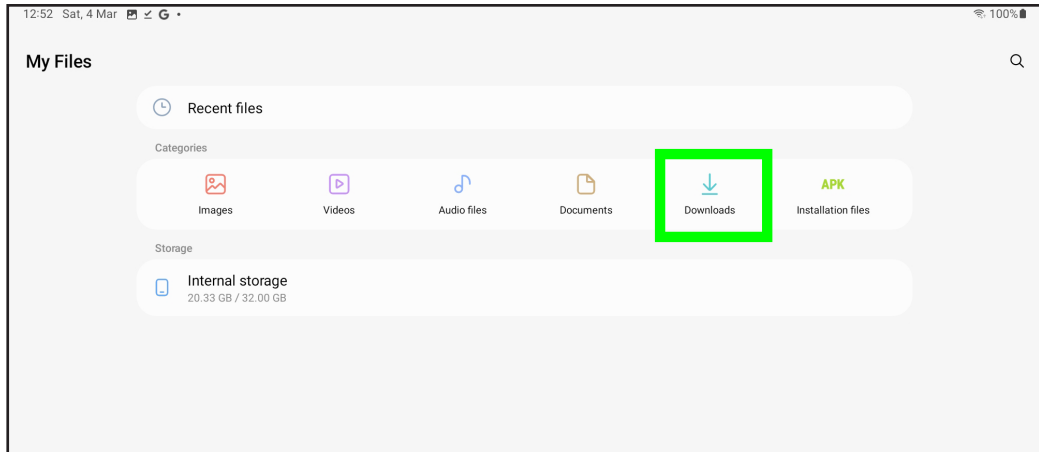 12:52 Sat, 4 Mar G • 100%
My Files
Recent files
Categories
APK
Images Videos Audio files Documents Downloads Installation files
Storage
Internal storage
20.33 GB / 32.00 GB